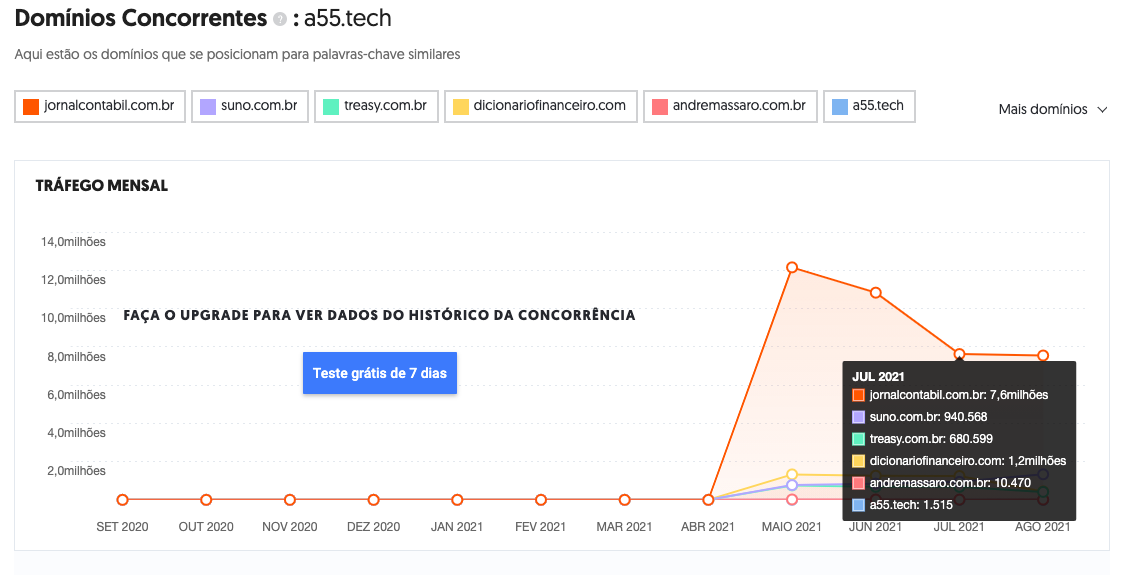 Domínios Concorrentes ? : a55.tech
Aqui estão os domínios que se posicionam para palavras-chave similares
jornalcontabil.com.br
suno.com.br
treasy.com.br
dicionariofinanceiro.com
andremassaro.com.br
a55.tech
Mais domínios
TRÁFEGO MENSAL
14,0milhões
12,0milhões
10,0milhões
8,0milhões
6,0milhões
4,0milhões
2,0milhões
FAÇA O UPGRADE PARA VER DADOS DO HISTÓRICO DA CONCORRÊNCIA
Teste grátis de 7 dias
JUL 2021
jornalcontabil.com.br: 7,6milhões
suno.com.br: 940.568
treasy.com.br: 680.599
dicionariofinanceiro.com: 1,2milhões
andremassaro.com.br: 10.470
a55.tech: 1.515
SET 2020
OUT 2020
NOV 2020
DEZ 2020
JAN 2021
FEV 2021
MAR 2021
ABR 2021
MAIO 2021
JUN 2021
JUL 2021
AGO 2021